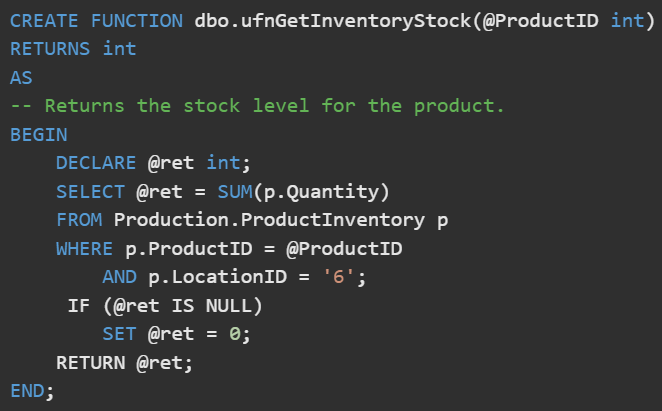 CREATE FUNCTION dbo.ufnGetInventoryStock(@ProductID int)
RETURNS int
AS
-- Returns the stock level for the product.
BEGIN
    DECLARE @ret int;
    SELECT @ret = SUM(p.Quantity)
    FROM Production.ProductInventory p
    WHERE p.ProductID = @ProductID
        AND p.LocationID = '6';
     IF (@ret IS NULL)
        SET @ret = 0;
    RETURN @ret;
END;